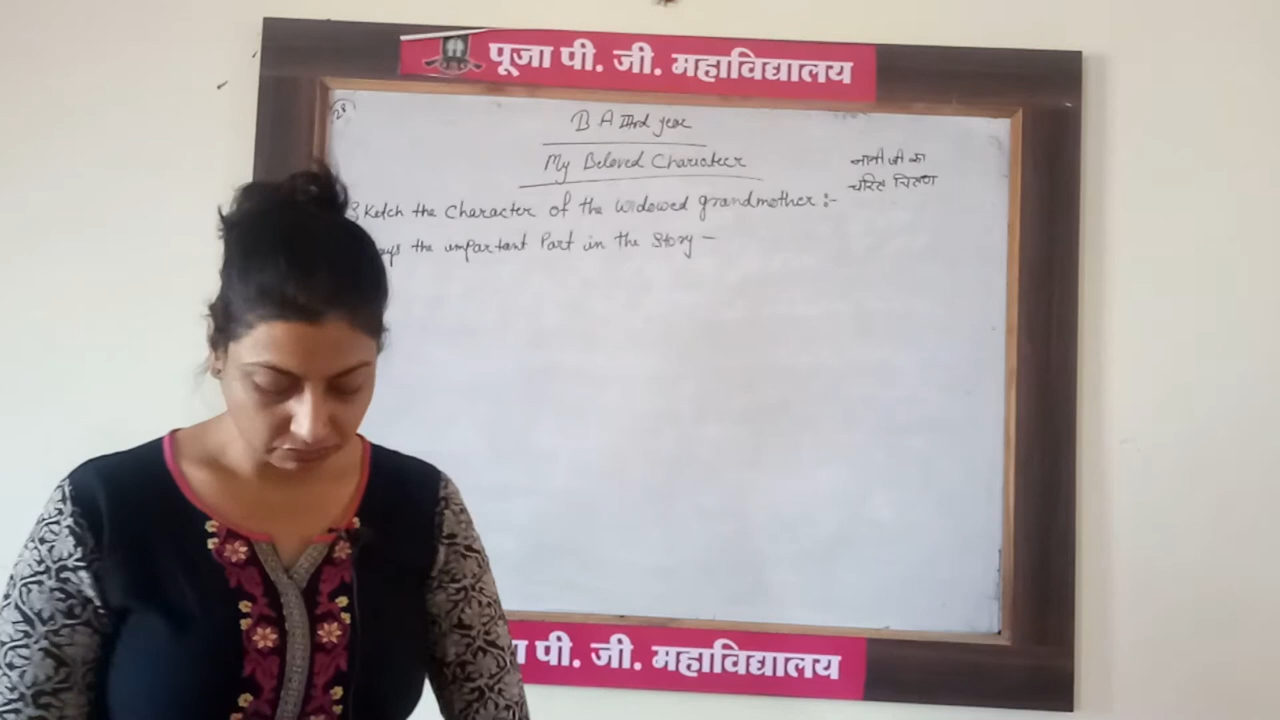 पूजा पी. जी. महाविद्यालय
B A IIIrd year
My Beloved Charioteer
नानी जी का
चरित्र चित्रण
Sketch the Character of the widowed grandmother :-
the important Part in the Story -
पी. जी. महाविद्यालय